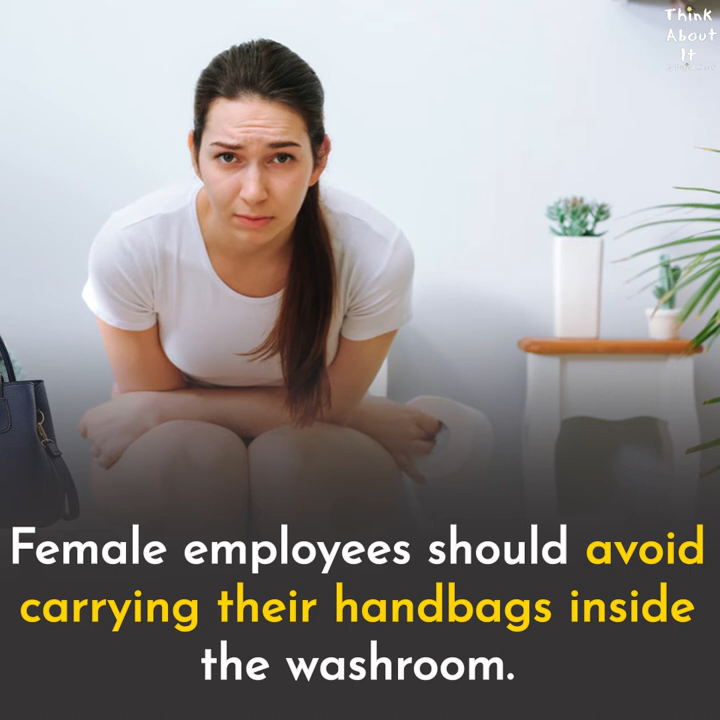 Think
About
It
Female employees should avoid
carrying their handbags inside
the washroom.